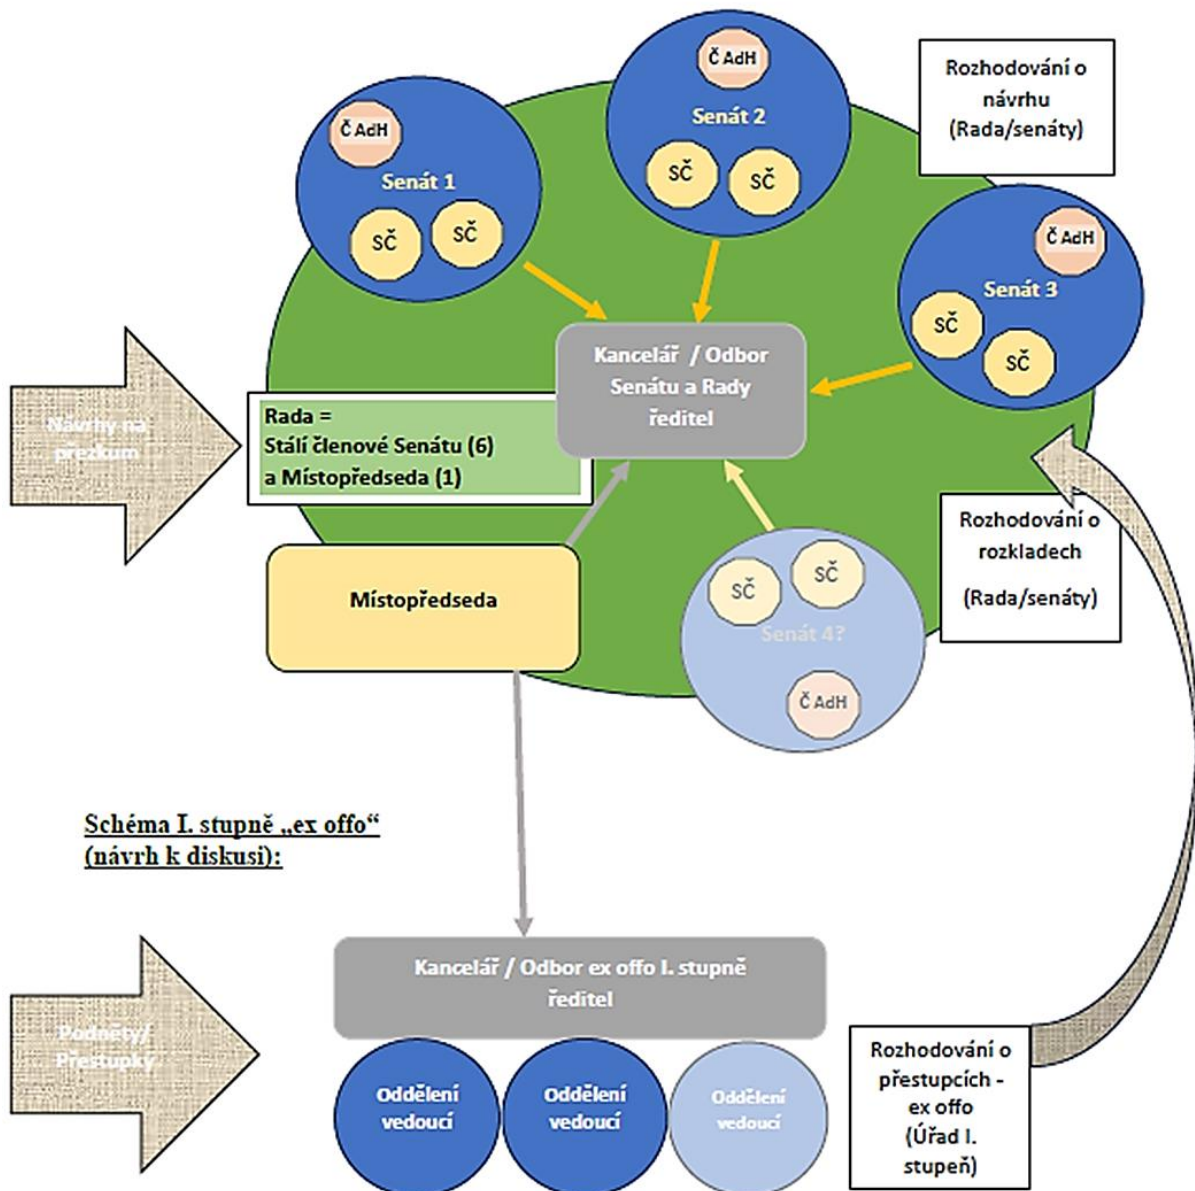 Č AdH
Senát 1
SČ
SČ
Č AdH
Senát 2
SČ
SČ
Rozhodování o
návrhu
(Rada/senáty)
Č AdH
Senát 3
SČ
SČ
Kancelář / Odbor
Senátu a Rady
ředitel
Návrhy na
přezkum
Rada =
Stálí členové Senátu (6)
a Místopředseda (1)
Místopředseda
SČ
SČ
Senát 4?
Č AdH
Rozhodování o
rozkladech
(Rada/senáty)
Schéma I. stupně „ex offo“
(návrh k diskusi):
Kancelář / Odbor ex offo I. stupně
ředitel
Podněty/
Přestupky
Oddělení
vedoucí
Oddělení
vedoucí
Oddělení
vedoucí
Rozhodování o
přestupcích -
ex offo
(Úřad I.
stupeň)